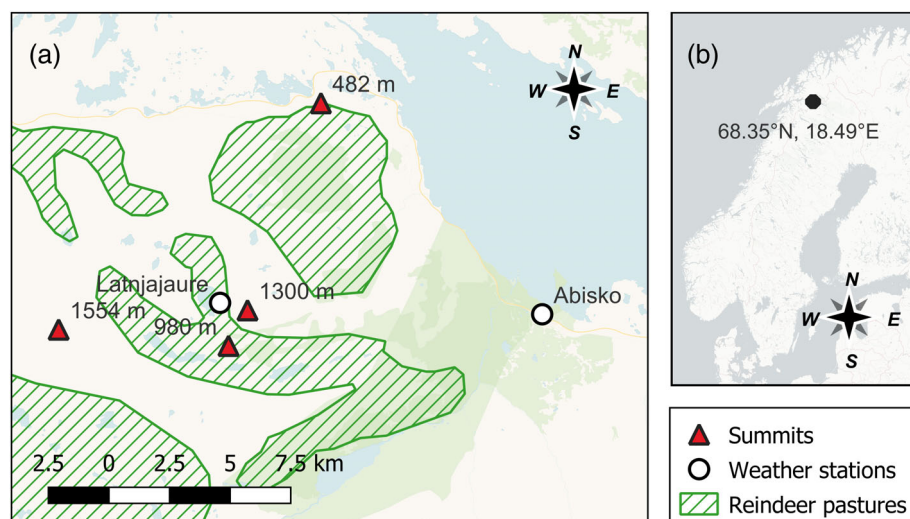 (a)
482 m
N
W
E
S
Latnjajaure
1300 m
1554 m
980 m
Abisko
2.5 0 2.5 5 7.5 km
(b)
68.35°N, 18.49°E
N
W
E
S
Summits
Weather stations
Reindeer pastures